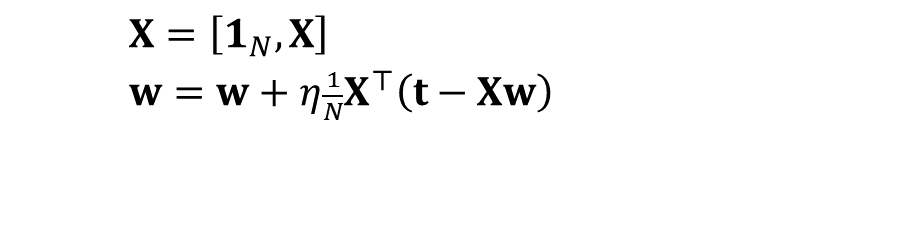 𝐗 = [𝟏_N, 𝐗]
𝐰 = 𝐰 + η 1/N 𝐗^⊤(𝐭 − 𝐗𝐰)